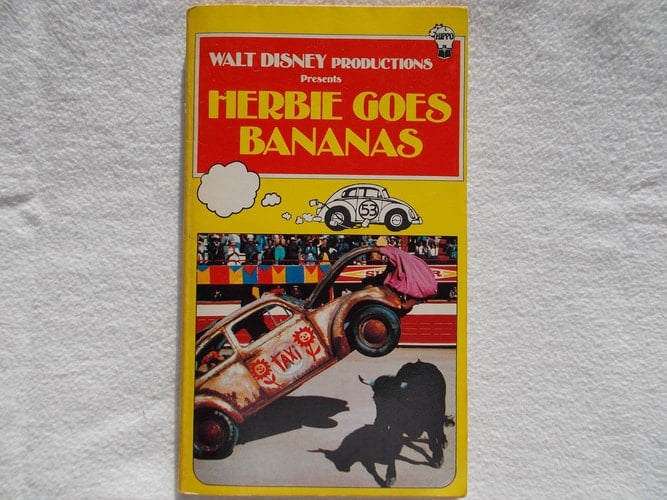 HIPPO
WALT DISNEY PRODUCTIONS
Presents
HERBIE GOES
BANANAS
53
TAXI